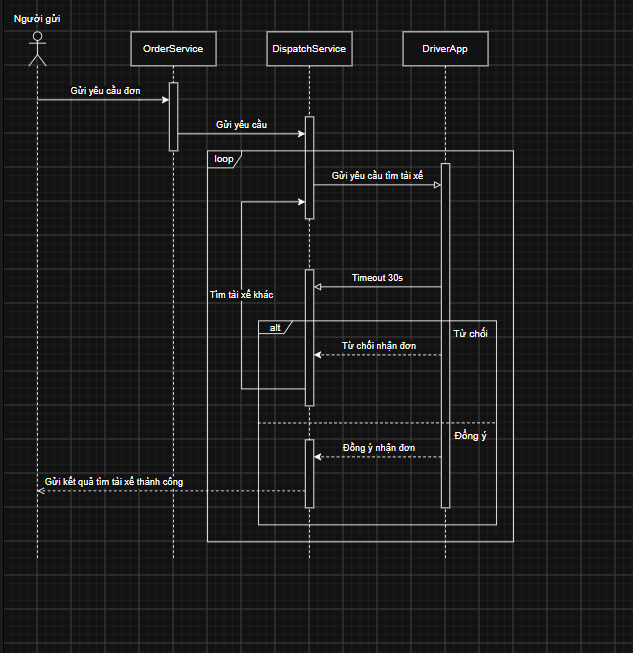 Người gửi
OrderService
DispatchService
DriverApp
Gửi yêu cầu đơn
Gửi yêu cầu
loop
Gửi yêu cầu tìm tài xế
Timeout 30s
Tìm tài xế khác
alt
Từ chối
Từ chối nhận đơn
Đồng ý
Đồng ý nhận đơn
Gửi kết quả tìm tài xế thành công